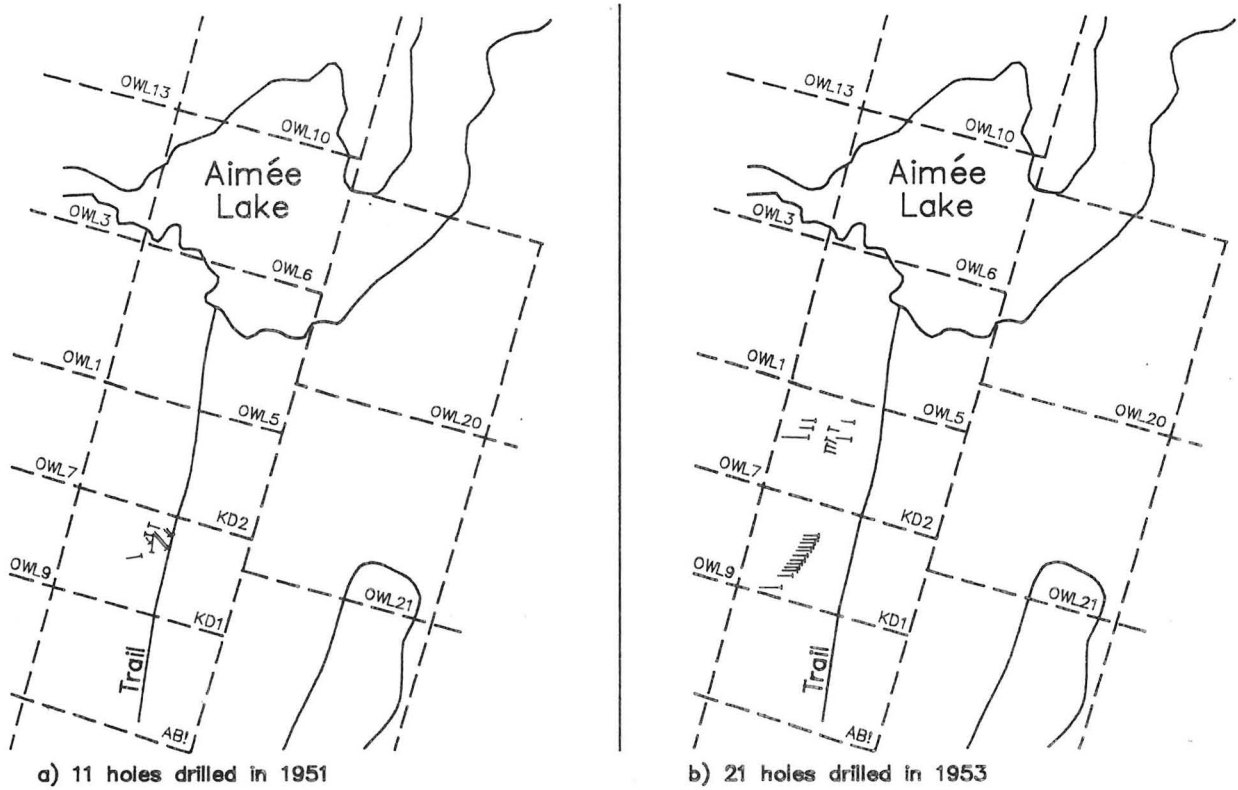 OWL13
OWL10
Aimée
Lake
OWL3
OWL6
OWL1
OWL5
OWL20
OWL7
KD2
OWL9
OWL21
KD1
Trail
AB!
a) 11 holes drilled in 1951
OWL13
OWL10
Aimée
Lake
OWL3
OWL6
OWL1
OWL5
OWL20
OWL7
KD2
OWL9
OWL21
KD1
Trail
AB!
b) 21 holes drilled in 1953